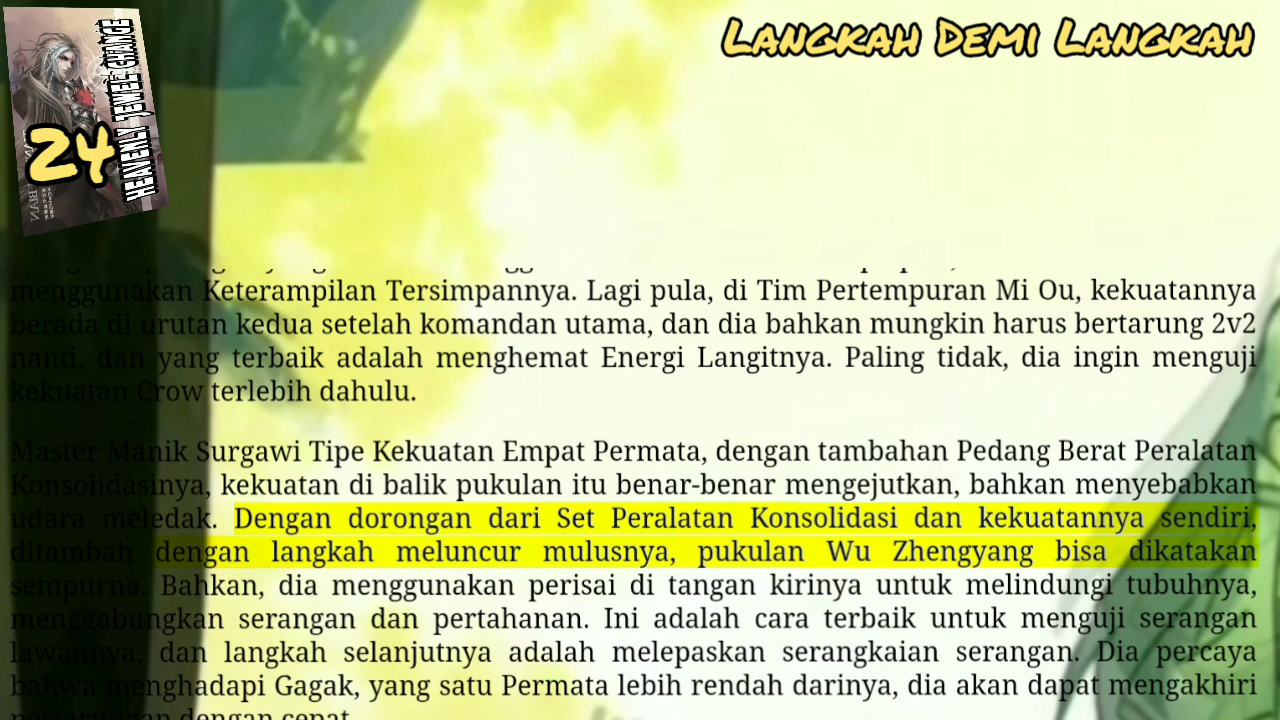 Langkah Demi Langkah
HEAVENLY JEWEL CHANGE
24
menggunakan Keterampilan Tersimpannya. Lagi pula, di Tim Pertempuran Mi Ou, kekuatannya
berada di urutan kedua setelah komandan utama, dan dia bahkan mungkin harus bertarung 2v2
nanti, dan yang terbaik adalah menghemat Energi Langitnya. Paling tidak, dia ingin menguji
kekuatan Crow terlebih dahulu.
Master Manik Surgawi Tipe Kekuatan Empat Permata, dengan tambahan Pedang Berat Peralatan
Konsolidasinya, kekuatan di balik pukulan itu benar-benar mengejutkan, bahkan menyebabkan
udara meledak. Dengan dorongan dari Set Peralatan Konsolidasi dan kekuatannya sendiri,
ditambah dengan langkah meluncur mulusnya, pukulan Wu Zhengyang bisa dikatakan
sempurna. Bahkan, dia menggunakan perisai di tangan kirinya untuk melindungi tubuhnya,
menggabungkan serangan dan pertahanan. Ini adalah cara terbaik untuk menguji serangan
lawannya, dan langkah selanjutnya adalah melepaskan serangkaian serangan. Dia percaya
bahwa menghadapi Gagak, yang satu Permata lebih rendah darinya, dia akan dapat mengakhiri
pertarungan dengan cepat.